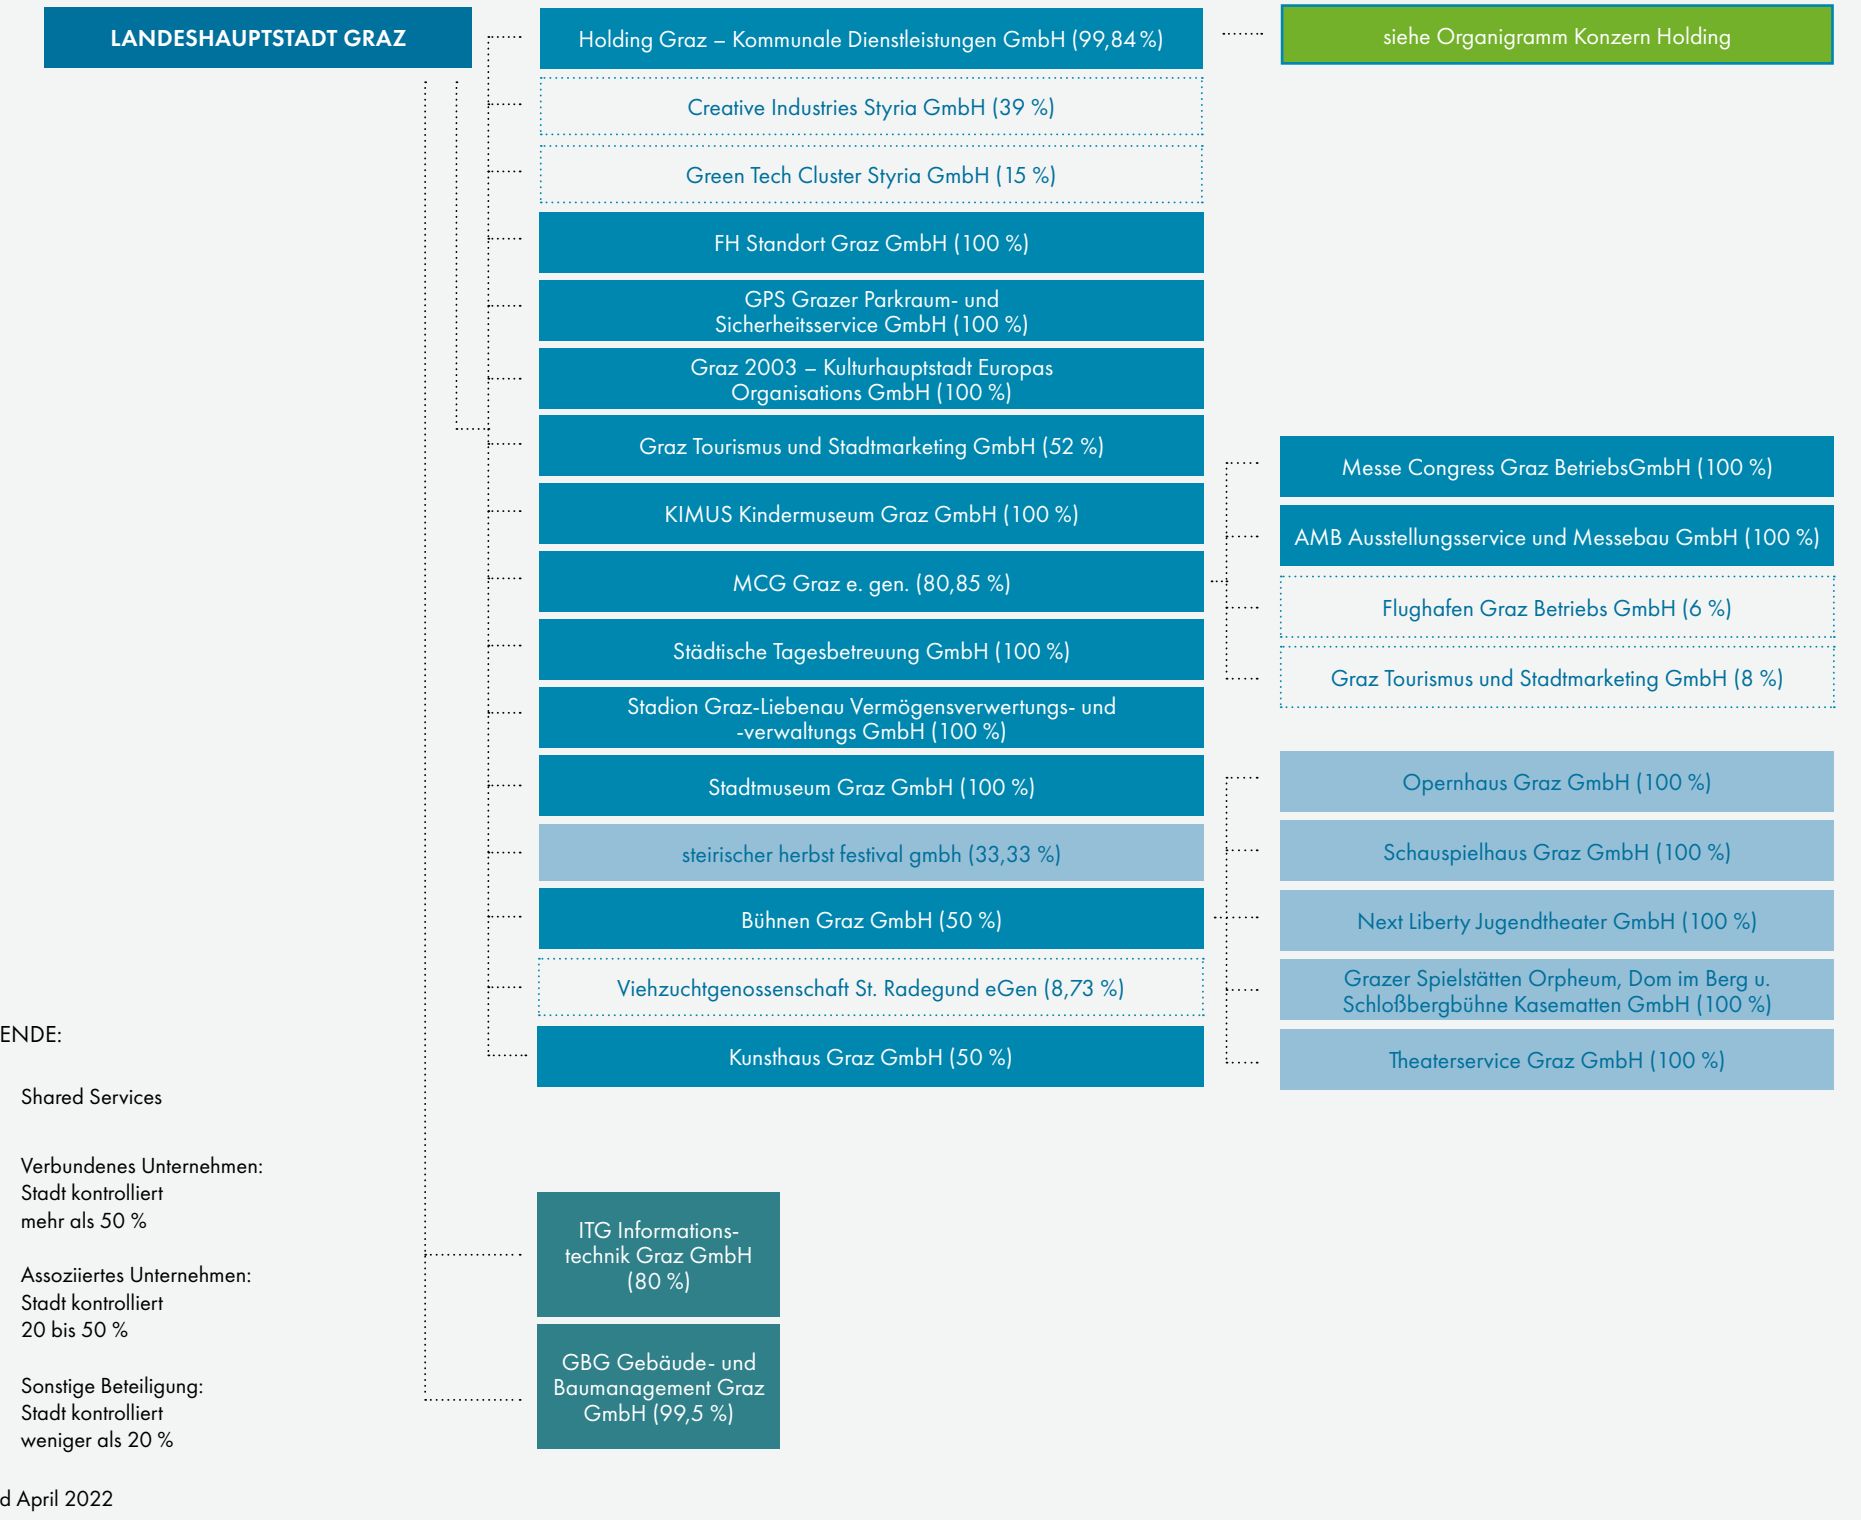 LANDESHAUPTSTADT GRAZ
Holding Graz – Kommunale Dienstleistungen GmbH (99,84 %)
siehe Organigramm Konzern Holding
Creative Industries Styria GmbH (39 %)
Green Tech Cluster Styria GmbH (15 %)
FH Standort Graz GmbH (100 %)
GPS Grazer Parkraum- und
Sicherheitsservice GmbH (100 %)
Graz 2003 – Kulturhauptstadt Europas
Organisations GmbH (100 %)
Graz Tourismus und Stadtmarketing GmbH (52 %)
KIMUS Kindermuseum Graz GmbH (100 %)
MCG Graz e. gen. (80,85 %)
Städtische Tagesbetreuung GmbH (100 %)
Stadion Graz-Liebenau Vermögensverwertungs- und
-verwaltungs GmbH (100 %)
Stadtmuseum Graz GmbH (100 %)
steirischer herbst festival gmbh (33,33 %)
Bühnen Graz GmbH (50 %)
Viehzuchtgenossenschaft St. Radegund eGen (8,73 %)
Kunsthaus Graz GmbH (50 %)
Messe Congress Graz BetriebsGmbH (100 %)
AMB Ausstellungsservice und Messebau GmbH (100 %)
Flughafen Graz Betriebs GmbH (6 %)
Graz Tourismus und Stadtmarketing GmbH (8 %)
Opernhaus Graz GmbH (100 %)
Schauspielhaus Graz GmbH (100 %)
Next Liberty Jugendtheater GmbH (100 %)
Grazer Spielstätten Orpheum, Dom im Berg u.
Schloßbergbühne Kasematten GmbH (100 %)
Theaterservice Graz GmbH (100 %)
ITG Informations-
technik Graz GmbH
(80 %)
GBG Gebäude- und
Baumanagement Graz
GmbH (99,5 %)
ENDE:
Shared Services
Verbundenes Unternehmen:
Stadt kontrolliert
mehr als 50 %
Assoziiertes Unternehmen:
Stadt kontrolliert
20 bis 50 %
Sonstige Beteiligung:
Stadt kontrolliert
weniger als 20 %
d April 2022